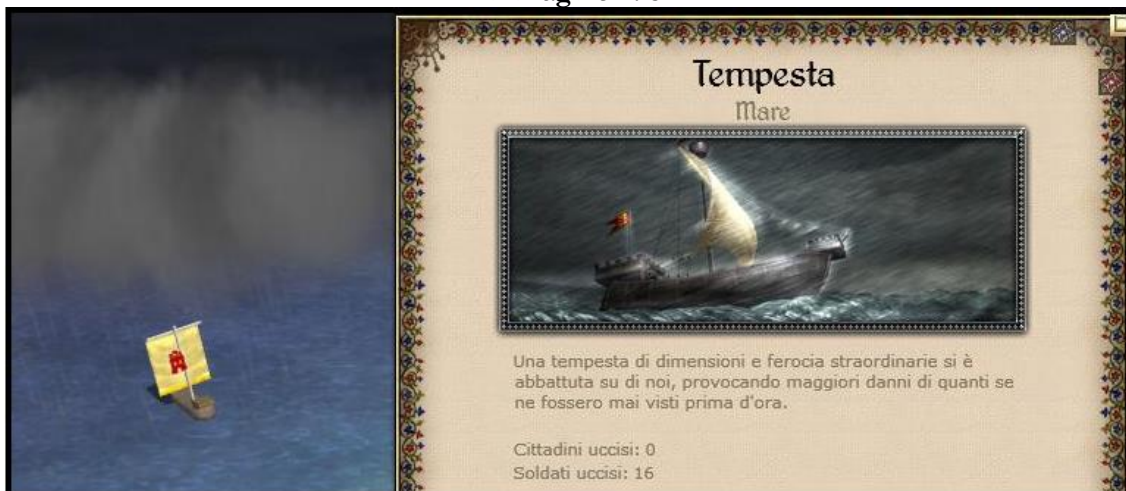 Tempesta
Mare
Una tempesta di dimensioni e ferocia straordinarie si è
abbattuta su di noi, provocando maggiori danni di quanti se
ne fossero mai visti prima d'ora.
Cittadini uccisi: 0
Soldati uccisi: 16